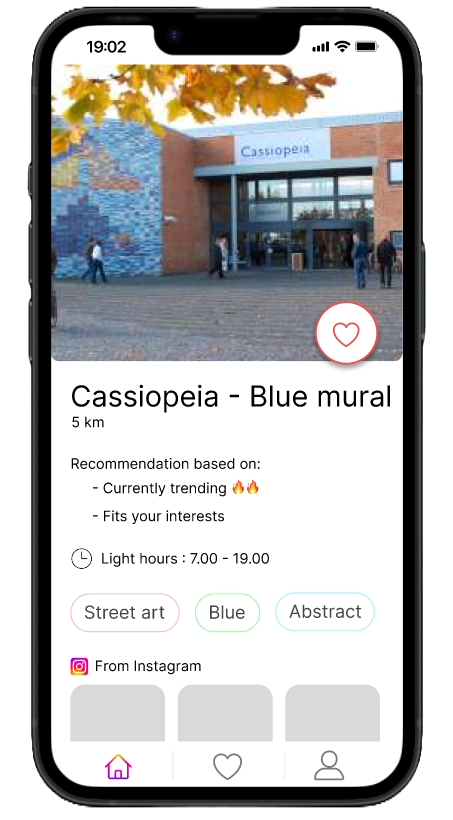 19:02
Cassiopeia
Cassiopeia - Blue mural
5 km
Recommendation based on:
- Currently trending 🔥🔥
- Fits your interests
Light hours : 7.00 - 19.00
Street art Blue Abstract
From Instagram